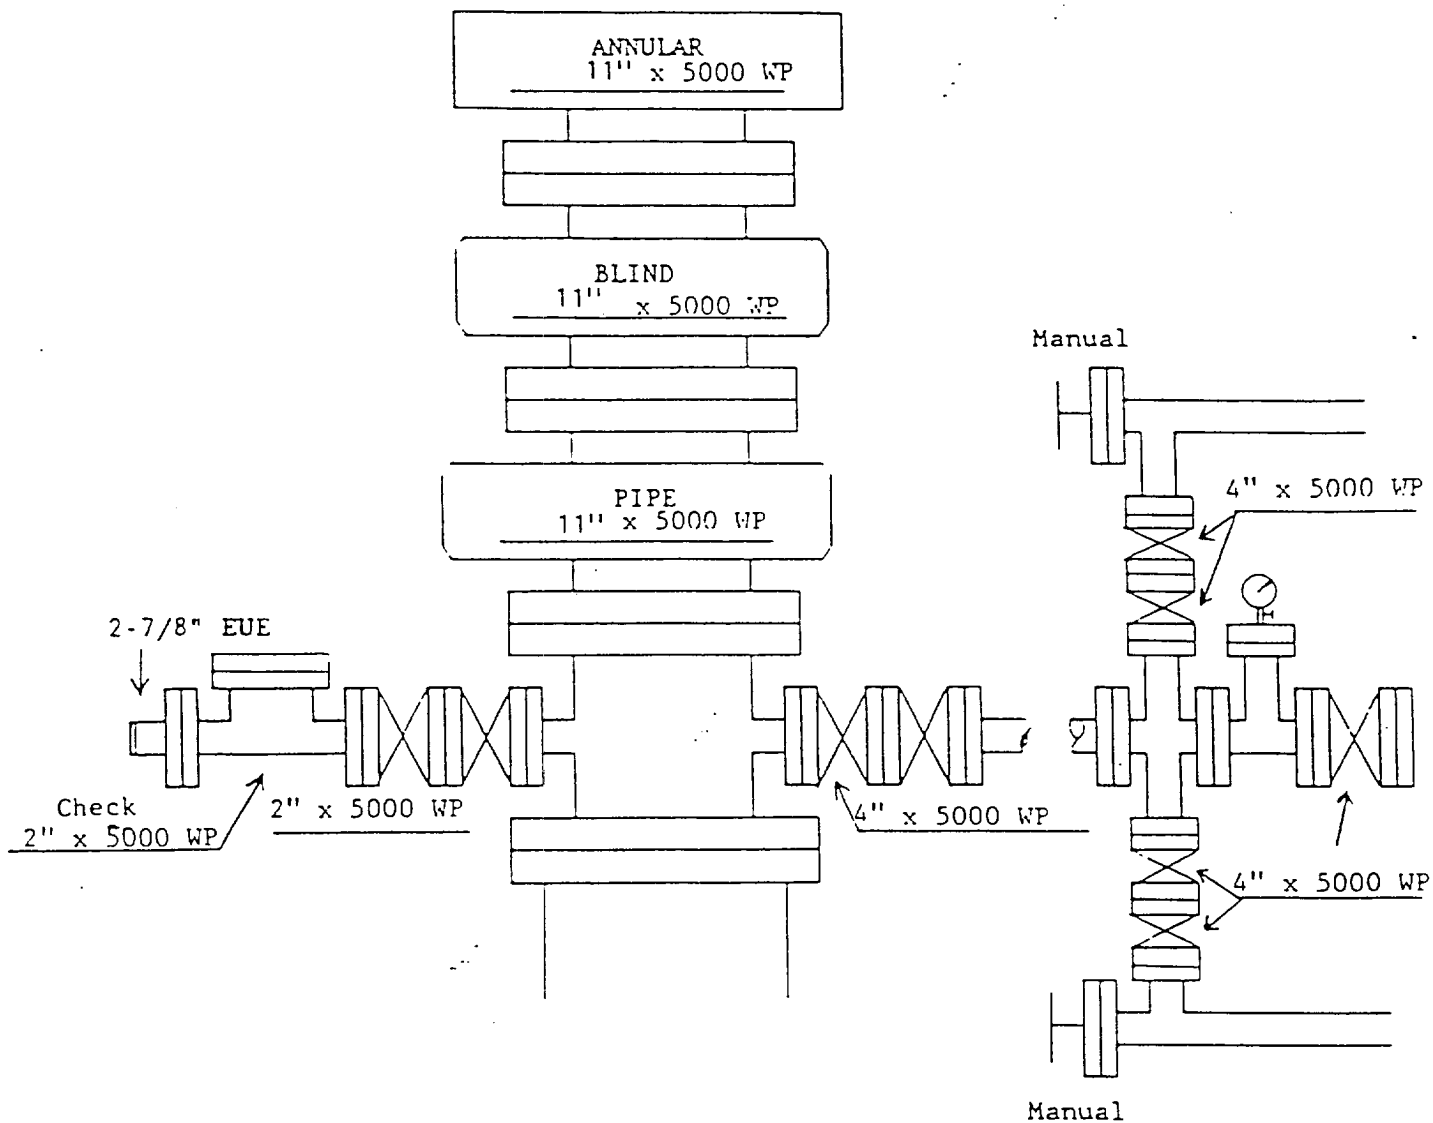 ANNULAR
11" x 5000 WP
BLIND
11" x 5000 WP
Manual
PIPE
11" x 5000 WP
4" x 5000 WP
2-7/8" EUE
Check
2" x 5000 WP
2" x 5000 WP
4" x 5000 WP
4" x 5000 WP
Manual